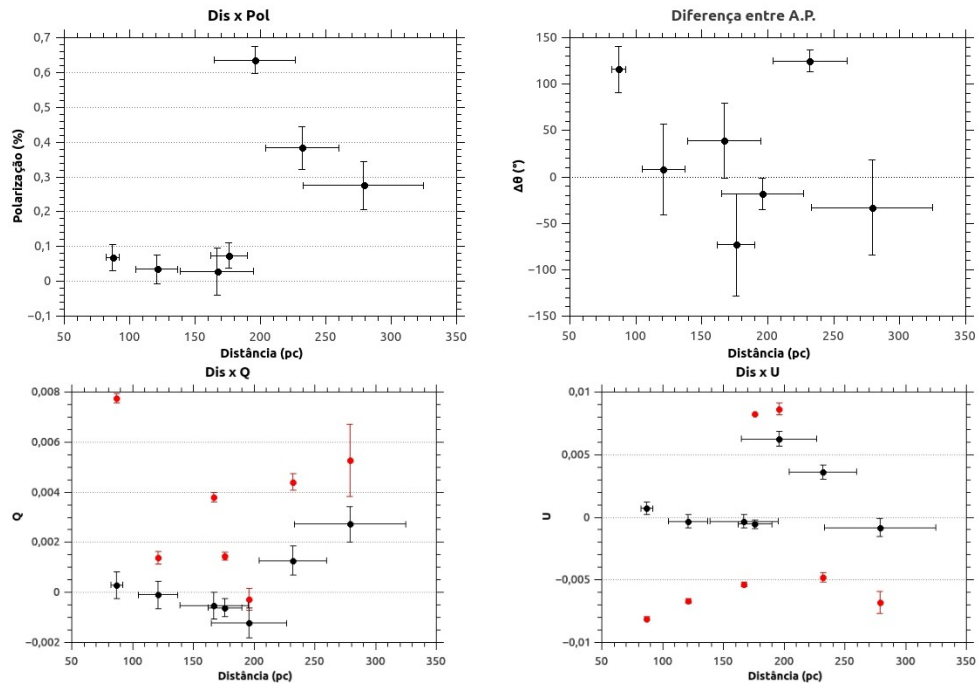 Dis x Pol
0,7
0,6
0,5
0,4
0,3
0,2
0,1
0
−0,1
Polarização (%)
50 100 150 200 250 300 350
Distância (pc)
Diferença entre A.P.
150
100
50
0
−50
−100
−150
Δθ (°)
50 100 150 200 250 300 350
Distância (pc)
Dis x Q
0,008
0,006
0,004
0,002
0
−0,002
Q
50 100 150 200 250 300 350
Distância (pc)
Dis x U
0,01
0,005
0
−0,005
−0,01
U
50 100 150 200 250 300 350
Distância (pc)